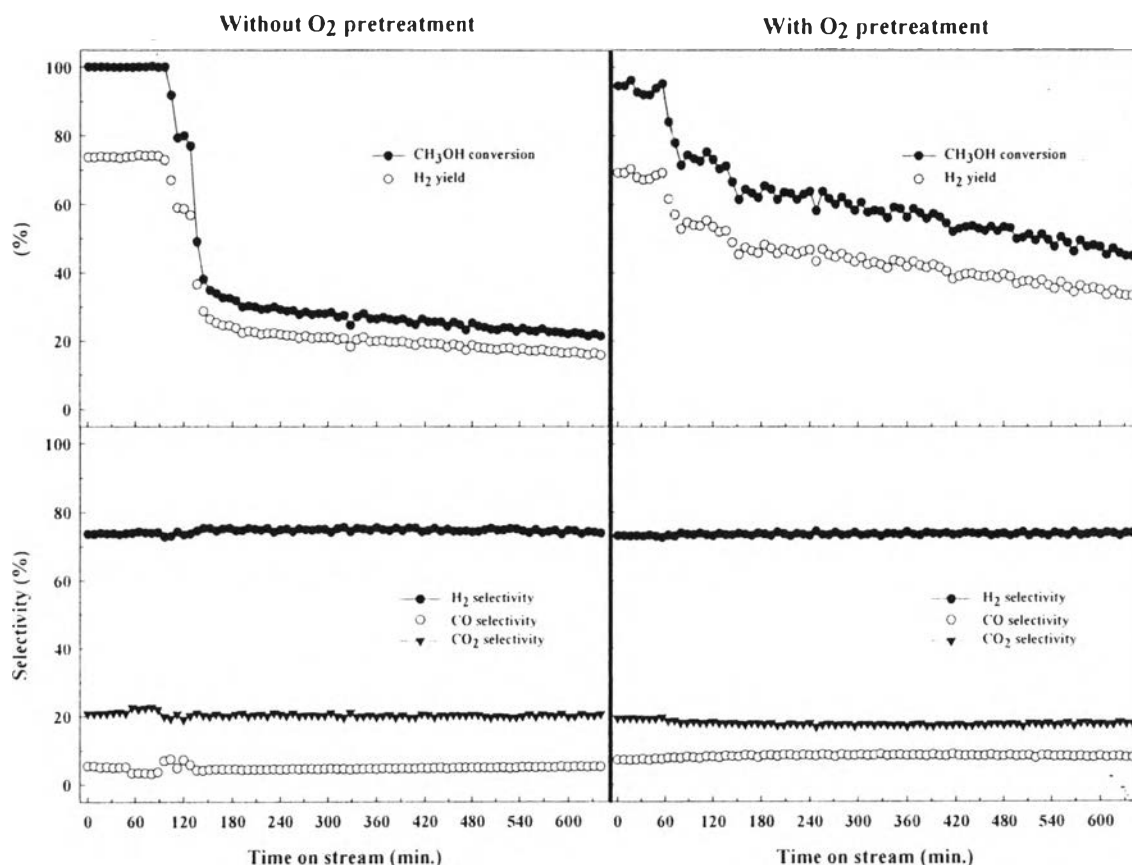 Without O2 pretreatment
With O2 pretreatment
100
80
60
40
20
0
(%)
CH3OH conversion
H2 yield
CH3OH conversion
H2 yield
100
80
60
40
20
0
Selectivity (%)
H2 selectivity
CO selectivity
CO2 selectivity
H2 selectivity
CO selectivity
CO2 selectivity
0 60 120 180 240 300 360 420 480 540 600
0 60 120 180 240 300 360 420 480 540 600
Time on stream (min.)
Time on stream (min.)